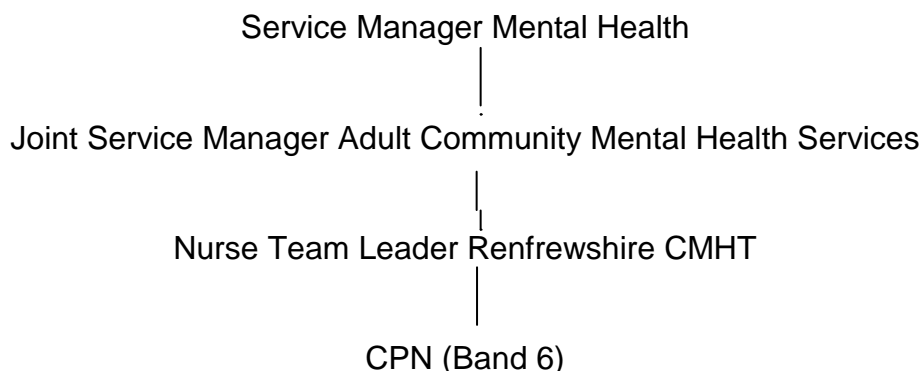 Service Manager Mental Health
Joint Service Manager Adult Community Mental Health Services
Nurse Team Leader Renfrewshire CMHT
CPN (Band 6)